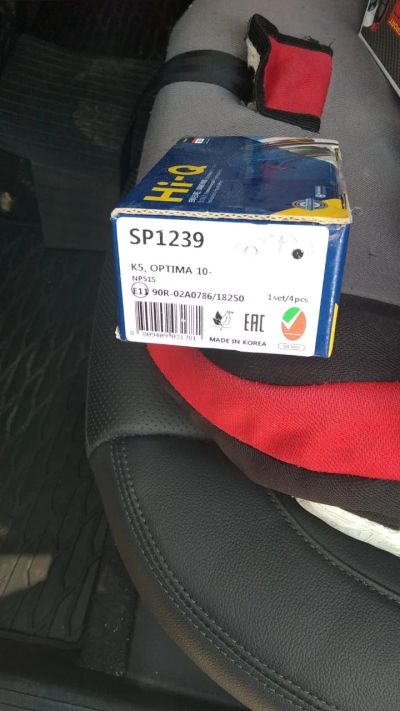 Hi-Q
SP1239
K5, OPTIMA 10-
NP515
E11 90R-02A0786/18250
1set/4pcs
EAC
MADE IN KOREA